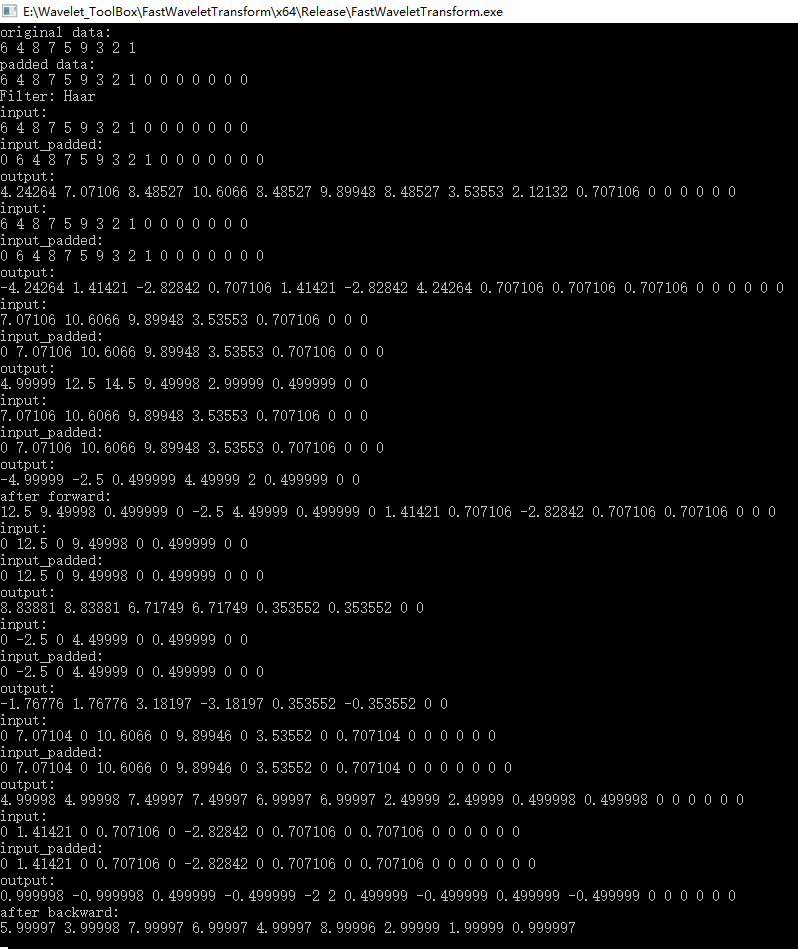 E:\Wavelet_ToolBox\FastWaveletTransform\x64\Release\FastWaveletTransform.exe
original data:
6 4 8 7 5 9 3 2 1
padded data:
6 4 8 7 5 9 3 2 1 0 0 0 0 0 0 0
Filter: Haar
input:
6 4 8 7 5 9 3 2 1 0 0 0 0 0 0 0
input_padded:
0 6 4 8 7 5 9 3 2 1 0 0 0 0 0 0 0
output:
4.24264 7.07106 8.48527 10.6066 8.48527 9.89948 8.48527 3.53553 2.12132 0.707106 0 0 0 0 0 0
input:
6 4 8 7 5 9 3 2 1 0 0 0 0 0 0 0
input_padded:
0 6 4 8 7 5 9 3 2 1 0 0 0 0 0 0 0
output:
-4.24264 1.41421 -2.82842 0.707106 1.41421 -2.82842 4.24264 0.707106 0.707106 0.707106 0 0 0 0 0 0
input:
7.07106 10.6066 9.89948 3.53553 0.707106 0 0 0
input_padded:
0 7.07106 10.6066 9.89948 3.53553 0.707106 0 0 0
output:
4.99999 12.5 14.5 9.49998 2.99999 0.499999 0 0
input:
7.07106 10.6066 9.89948 3.53553 0.707106 0 0 0
input_padded:
0 7.07106 10.6066 9.89948 3.53553 0.707106 0 0 0
output:
-4.99999 -2.5 0.499999 4.49999 2 0.499999 0 0
after forward:
12.5 9.49998 0.499999 0 -2.5 4.49999 0.499999 0 1.41421 0.707106 -2.82842 0.707106 0.707106 0 0 0
input:
0 12.5 0 9.49998 0 0.499999 0 0
input_padded:
0 12.5 0 9.49998 0 0.499999 0 0 0
output:
8.83881 8.83881 6.71749 6.71749 0.353552 0.353552 0 0
input:
0 -2.5 0 4.49999 0 0.499999 0 0
input_padded:
0 -2.5 0 4.49999 0 0.499999 0 0 0
output:
-1.76776 1.76776 3.18197 -3.18197 0.353552 -0.353552 0 0
input:
0 7.07104 0 10.6066 0 9.89946 0 3.53552 0 0.707104 0 0 0 0 0 0
input_padded:
0 7.07104 0 10.6066 0 9.89946 0 3.53552 0 0.707104 0 0 0 0 0 0 0
output:
4.99998 4.99998 7.49997 7.49997 6.99997 6.99997 2.49999 2.49999 0.499998 0.499998 0 0 0 0 0 0
input:
0 1.41421 0 0.707106 0 -2.82842 0 0.707106 0 0.707106 0 0 0 0 0 0
input_padded:
0 1.41421 0 0.707106 0 -2.82842 0 0.707106 0 0.707106 0 0 0 0 0 0 0
output:
0.999998 -0.999998 0.499999 -0.499999 -2 2 0.499999 -0.499999 0.499999 -0.499999 0 0 0 0 0 0
after backward:
5.99997 3.99998 7.99997 6.99997 4.99997 8.99996 2.99999 1.99999 0.999997